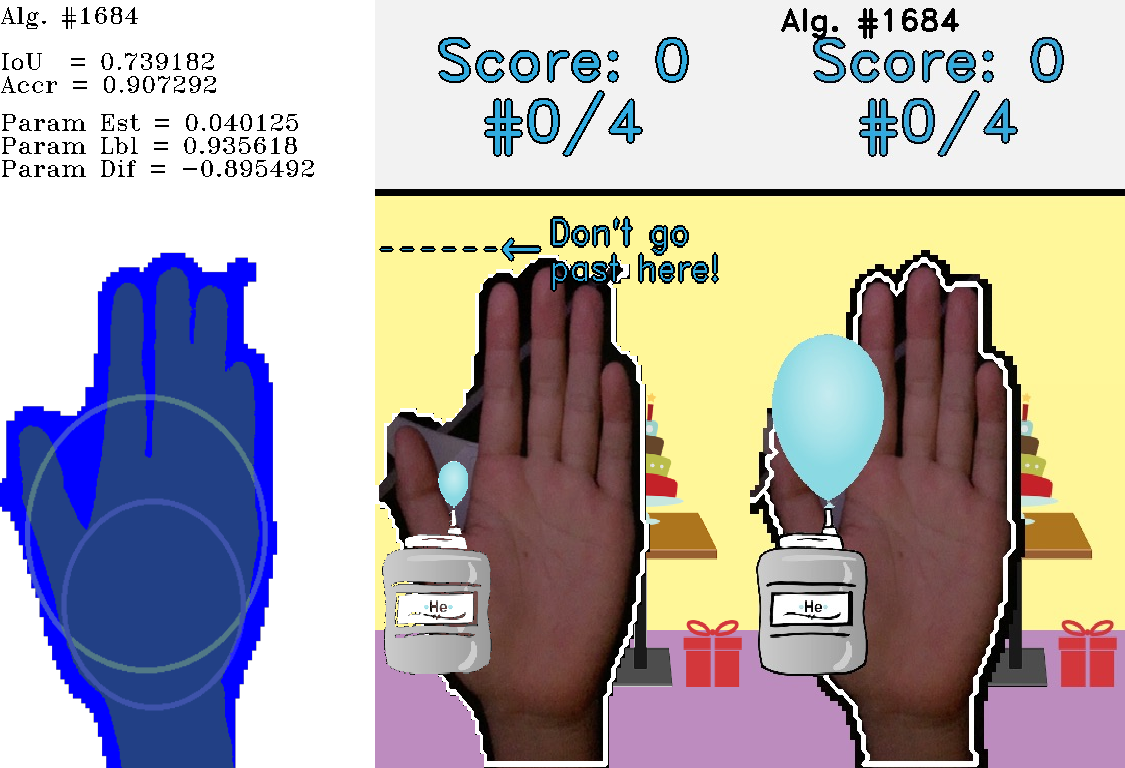 Alg. #1684
IoU = 0.739182
Accr = 0.907292
Param Est = 0.040125
Param Lbl = 0.935618
Param Dif = −0.895492
Score: 0
#0/4
Don't go
past here!
He
Alg. #1684
Score: 0
#0/4
He